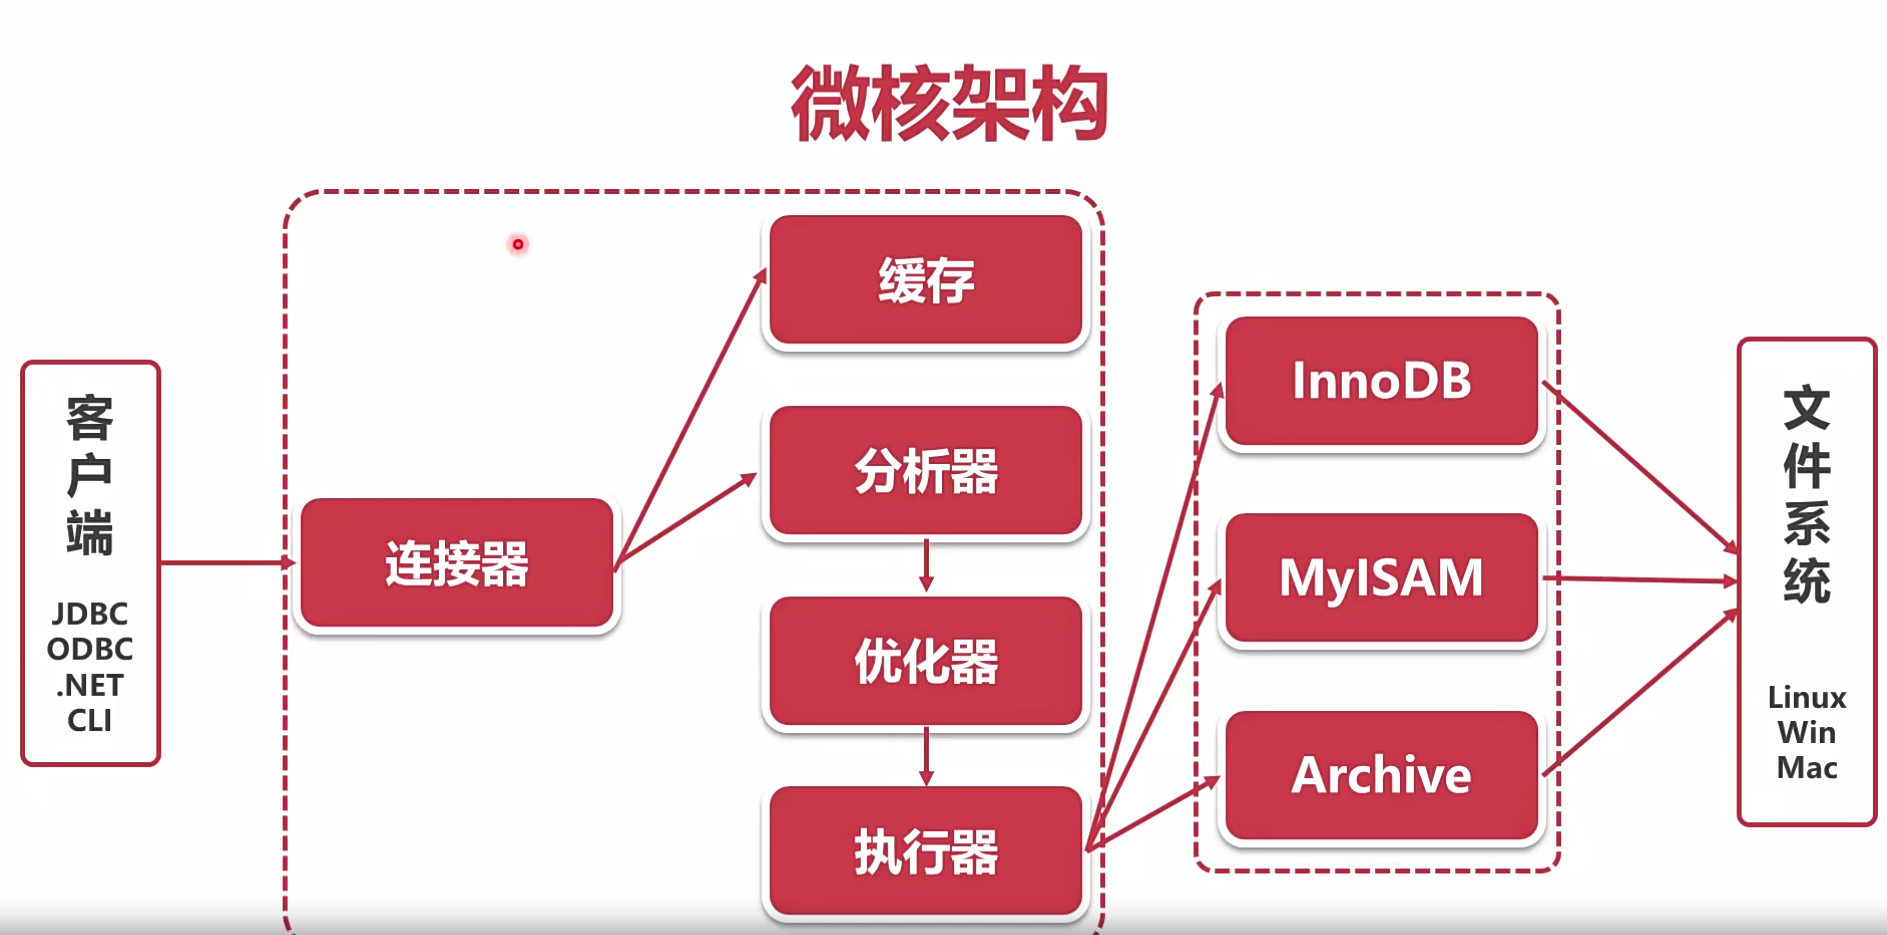 微核架构
客户端
JDBC
ODBC
.NET
CLI
连接器
缓存
分析器
优化器
执行器
InnoDB
MyISAM
Archive
文件系统
Linux
Win
Mac